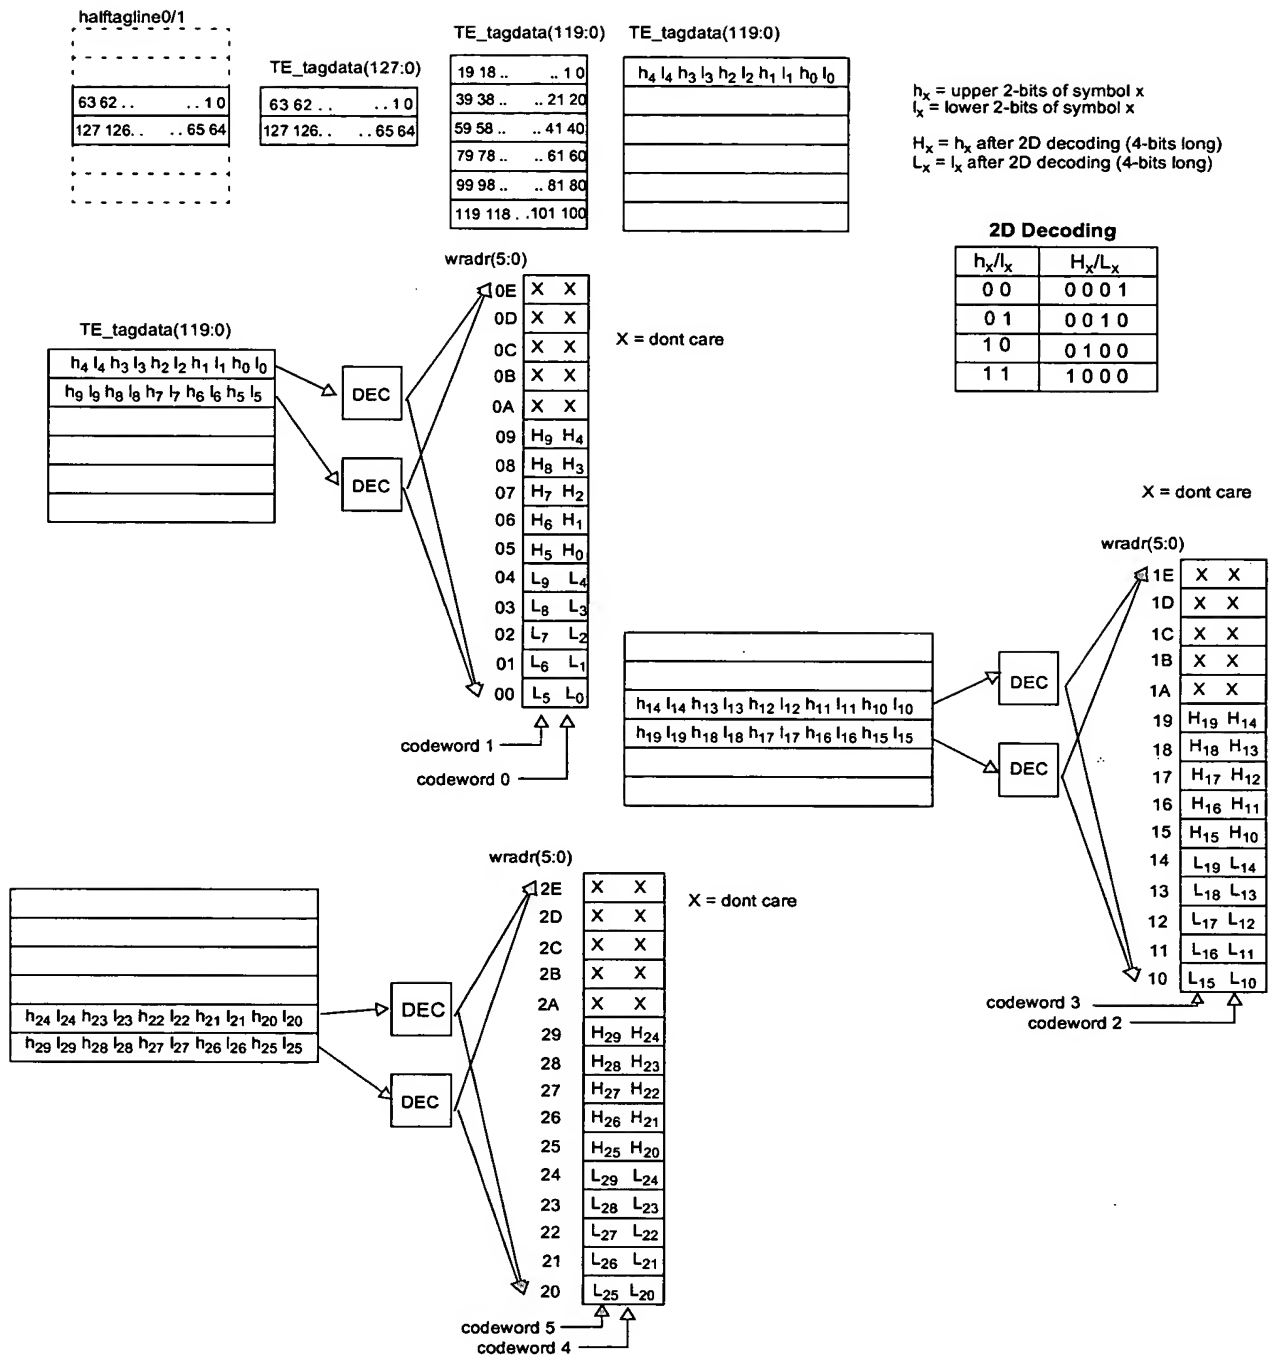 halftagline0/1
63 62 . . . . 1 0
127 126. . . . 65 64
TE_tagdata(127:0)
63 62 . . . . 1 0
127 126. . . . 65 64
TE_tagdata(119:0)
19 18 .. .. 1 0
39 38 .. .. 21 20
59 58 .. .. 41 40
79 78 .. .. 61 60
99 98 .. .. 81 80
119 118 . . 101 100
TE_tagdata(119:0)
h4 l4 h3 l3 h2 l2 h1 l1 h0 l0
hx = upper 2-bits of symbol x
lx = lower 2-bits of symbol x
Hx = hx after 2D decoding (4-bits long)
Lx = lx after 2D decoding (4-bits long)
2D Decoding
hx/lx Hx/Lx
0 0 0 0 0 1
0 1 0 0 1 0
1 0 0 1 0 0
1 1 1 0 0 0
TE_tagdata(119:0)
h4 l4 h3 l3 h2 l2 h1 l1 h0 l0
h9 l9 h8 l8 h7 l7 h6 l6 h5 l5
DEC
DEC
wradr(5:0)
0E X X
0D X X
0C X X
0B X X
0A X X
09 H9 H4
08 H8 H3
07 H7 H2
06 H6 H1
05 H5 H0
04 L9 L4
03 L8 L3
02 L7 L2
01 L6 L1
00 L5 L0
codeword 1
codeword 0
X = dont care
h14 l14 h13 l13 h12 l12 h11 l11 h10 l10
h19 l19 h18 l18 h17 l17 h16 l16 h15 l15
DEC
DEC
X = dont care
wradr(5:0)
1E X X
1D X X
1C X X
1B X X
1A X X
19 H19 H14
18 H18 H13
17 H17 H12
16 H16 H11
15 H15 H10
14 L19 L14
13 L18 L13
12 L17 L12
11 L16 L11
10 L15 L10
codeword 3
codeword 2
h24 l24 h23 l23 h22 l22 h21 l21 h20 l20
h29 l29 h28 l28 h27 l27 h26 l26 h25 l25
DEC
DEC
wradr(5:0)
2E X X
2D X X
2C X X
2B X X
2A X X
29 H29 H24
28 H28 H23
27 H27 H22
26 H26 H21
25 H25 H20
24 L29 L24
23 L28 L23
22 L27 L22
21 L26 L21
20 L25 L20
codeword 5
codeword 4
X = dont care